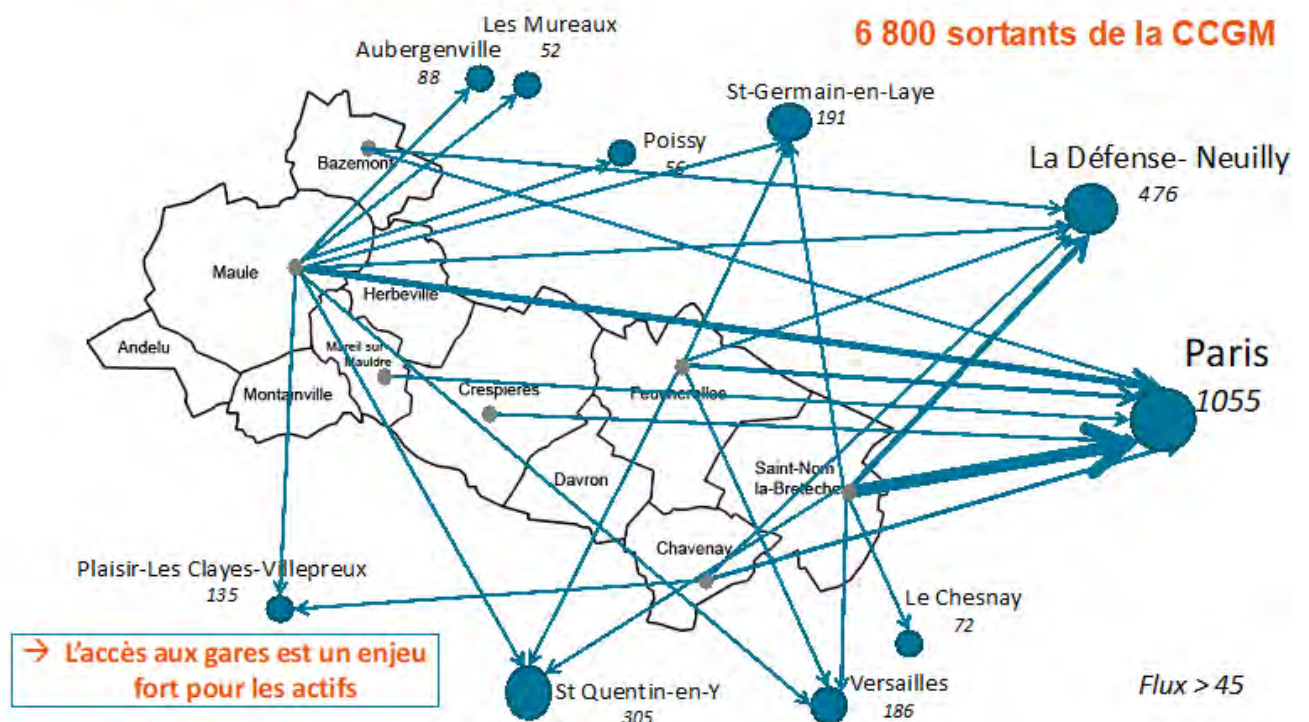 6 800 sortants de la CCGM
Les Mureaux
52
Aubergenville
88
St-Germain-en-Laye
191
Poissy
56
La Défense- Neuilly
476
Bazemont
Maule
Herbeville
Andelu
Mareil sur
Mauldre
Montainville
Crespières
Feucherolles
Paris
1055
Davron
Saint-Nom
la-Breteche
Chavenay
Plaisir-Les Clayes-Villepreux
135
Le Chesnay
72
→ L'accès aux gares est un enjeu
fort pour les actifs
St Quentin-en-Y
305
Versailles
186
Flux > 45